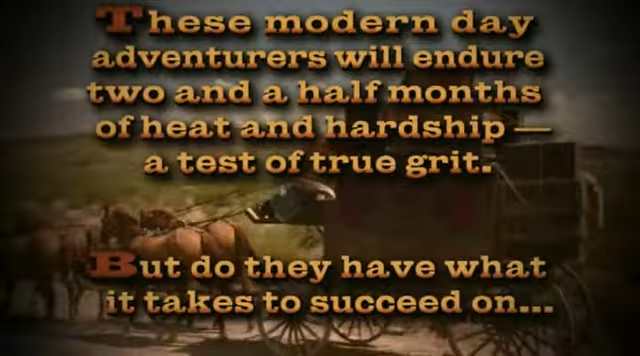 These modern day
adventurers will endure
two and a half months
of heat and hardship —
a test of true grit.
But do they have what
it takes to succeed on...